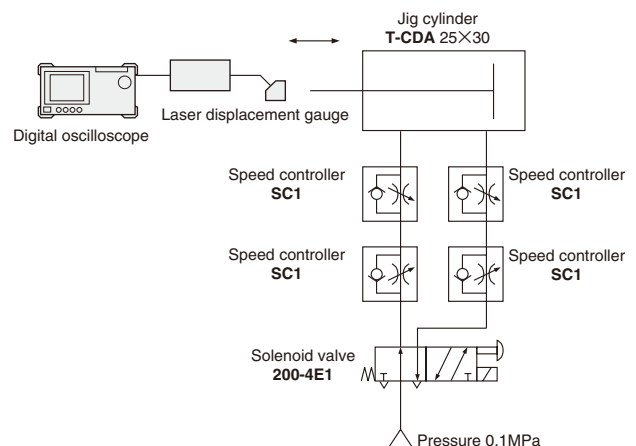 Jig cylinder
T-CDA 25×30
Digital oscilloscope
Laser displacement gauge
Speed controller
SC1
Speed controller
SC1
Speed controller
SC1
Speed controller
SC1
Solenoid valve
200-4E1
Pressure 0.1MPa